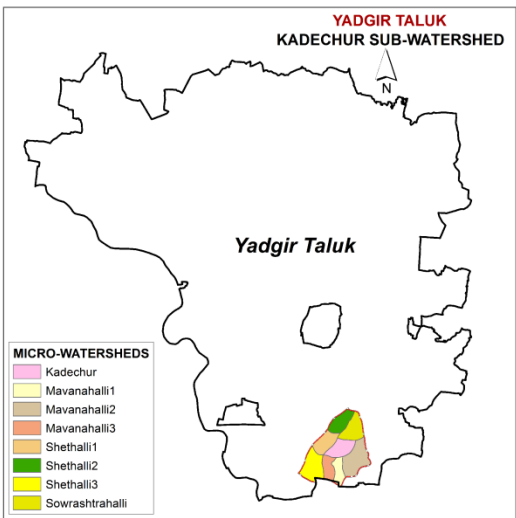 YADGIR TALUK
KADECHUR SUB-WATERSHED
N
Yadgir Taluk
MICRO-WATERSHEDS
Kadechur
Mavanahalli1
Mavanahalli2
Mavanahalli3
Shethalli1
Shethalli2
Shethalli3
Sowrashtrahalli